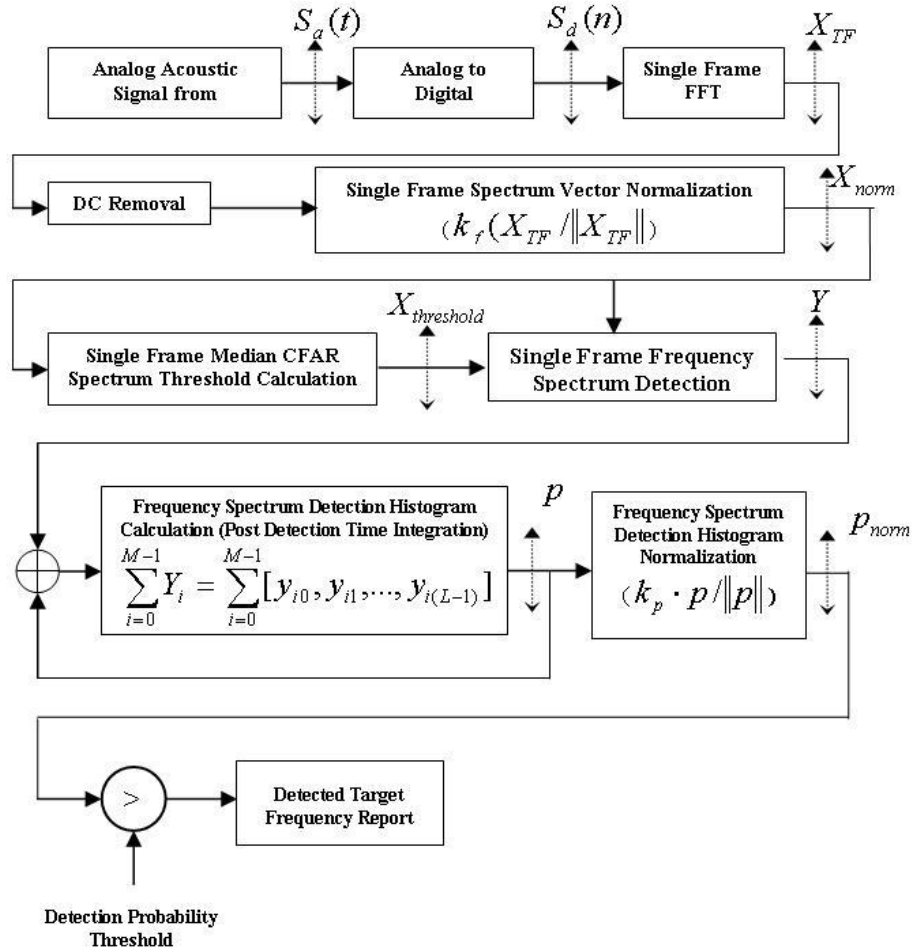 S_a(t) S_d(n) X_TF
Analog Acoustic
Signal from
Analog to
Digital
Single Frame
FFT
DC Removal
Single Frame Spectrum Vector Normalization
(k_f(X_TF /‖X_TF‖)
X_norm
X_threshold
Y
Single Frame Median CFAR
Spectrum Threshold Calculation
Single Frame Frequency
Spectrum Detection
Frequency Spectrum Detection Histogram
Calculation (Post Detection Time Integration)
∑_{i=0}^{M-1} Y_i = ∑_{i=0}^{M-1} [y_{i0}, y_{i1},..., y_{i(L-1)}]
p
Frequency Spectrum
Detection Histogram
Normalization
(k_p · p/‖p‖)
p_norm
>
Detected Target
Frequency Report
Detection Probability
Threshold